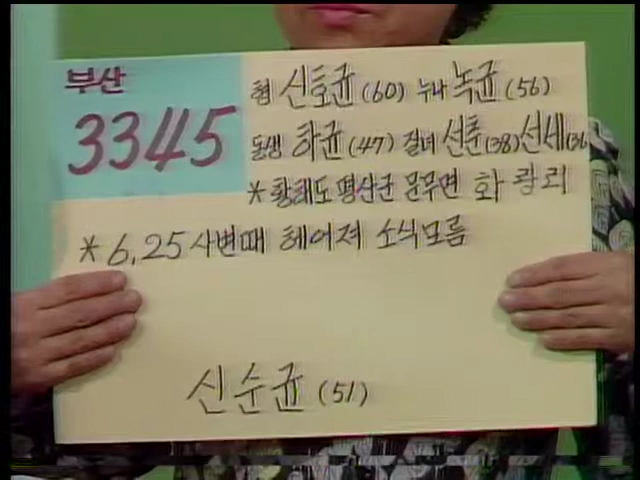 부산
3345
형 신호균(60) 누나 녹균(56)
동생 하균(47) 질녀 선춘(38)선세(36
*황해도 평산군 문무면 화광리
*6.25사변때 헤어져 소식모름
신순균(51)